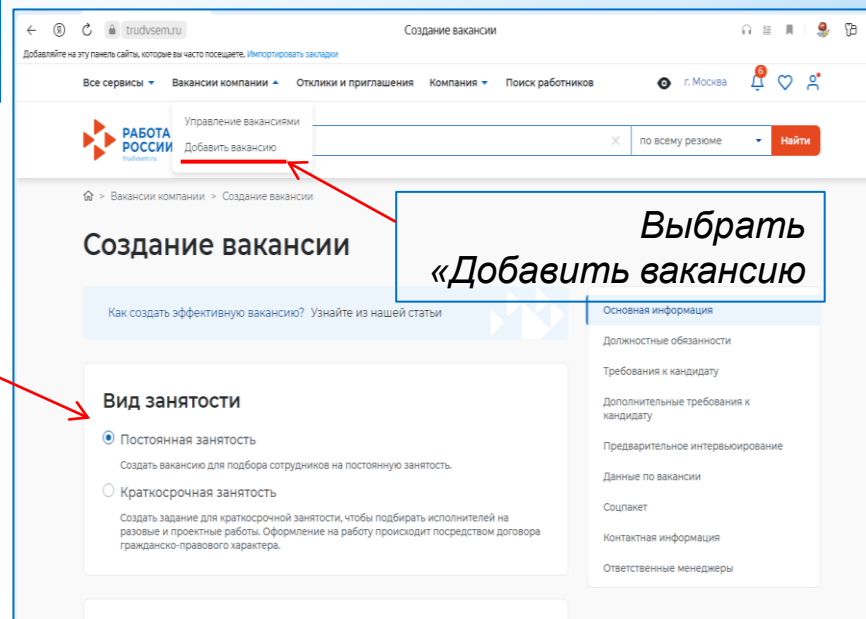 trudvsem.ru
Создание вакансии
Добавляйте на эту панель сайты, которые вы часто посещаете. Импортировать закладки
Все сервисы
Вакансии компании
Отклики и приглашения
Компания
Поиск работников
г. Москва
6
Управление вакансиями
Добавить вакансию
РАБОТА
РОССИИ
trudvsem.ru
по всему резюме
Найти
> Вакансии компании > Создание вакансии
Выбрать
«Добавить вакансию
Создание вакансии
Как создать эффективную вакансию? Узнайте из нашей статьи
Вид занятости
Постоянная занятость
Создать вакансию для подбора сотрудников на постоянную занятость.
Краткосрочная занятость
Создать задание для краткосрочной занятости, чтобы подбирать исполнителей на
разовые и проектные работы. Оформление на работу происходит посредством договора
гражданско-правового характера.
Основная информация
Должностные обязанности
Требования к кандидату
Дополнительные требования к
кандидату
Предварительное интервьюирование
Данные по вакансии
Соцпакет
Контактная информация
Ответственные менеджеры